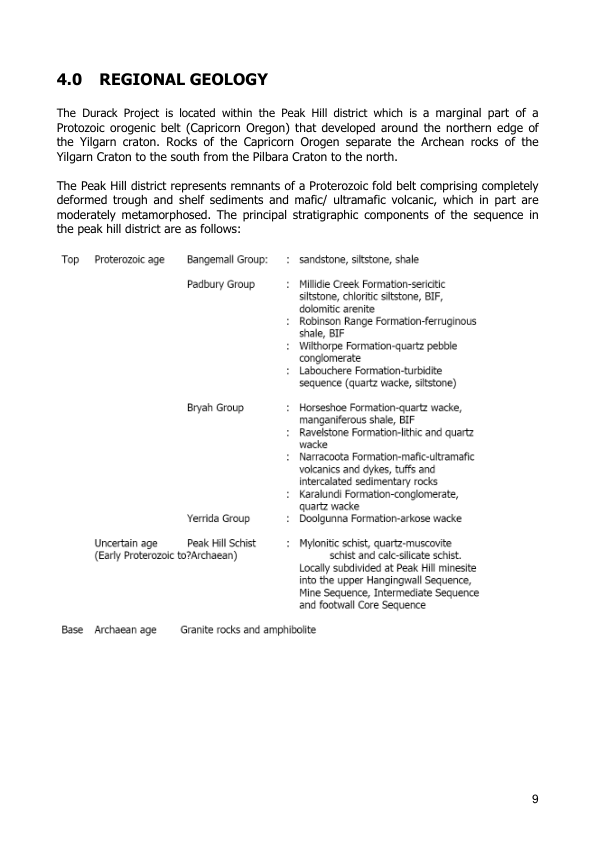 4.0 REGIONAL GEOLOGY
The Durack Project is located within the Peak Hill district which is a marginal part of a
Protozoic orogenic belt (Capricorn Oregon) that developed around the northern edge of
the Yilgarn craton. Rocks of the Capricorn Orogen separate the Archean rocks of the
Yilgarn Craton to the south from the Pilbara Craton to the north.
The Peak Hill district represents remnants of a Proterozoic fold belt comprising completely
deformed trough and shelf sediments and mafic/ ultramafic volcanic, which in part are
moderately metamorphosed. The principal stratigraphic components of the sequence in
the peak hill district are as follows:
Top Proterozoic age Bangemall Group: : sandstone, siltstone, shale
Padbury Group : Millidie Creek Formation-sericitic
siltstone, chloritic siltstone, BIF,
dolomitic arenite
: Robinson Range Formation-ferruginous
shale, BIF
: Wilthorpe Formation-quartz pebble
conglomerate
: Labouchere Formation-turbidite
sequence (quartz wacke, siltstone)
Bryah Group : Horseshoe Formation-quartz wacke,
manganiferous shale, BIF
: Ravelstone Formation-lithic and quartz
wacke
: Narracoota Formation-mafic-ultramafic
volcanics and dykes, tuffs and
intercalated sedimentary rocks
: Karalundi Formation-conglomerate,
quartz wacke
Yerrida Group : Doolgunna Formation-arkose wacke
Uncertain age Peak Hill Schist : Mylonitic schist, quartz-muscovite
(Early Proterozoic to?Archaean) schist and calc-silicate schist.
Locally subdivided at Peak Hill minesite
into the upper Hangingwall Sequence,
Mine Sequence, Intermediate Sequence
and footwall Core Sequence
Base Archaean age Granite rocks and amphibolite
9